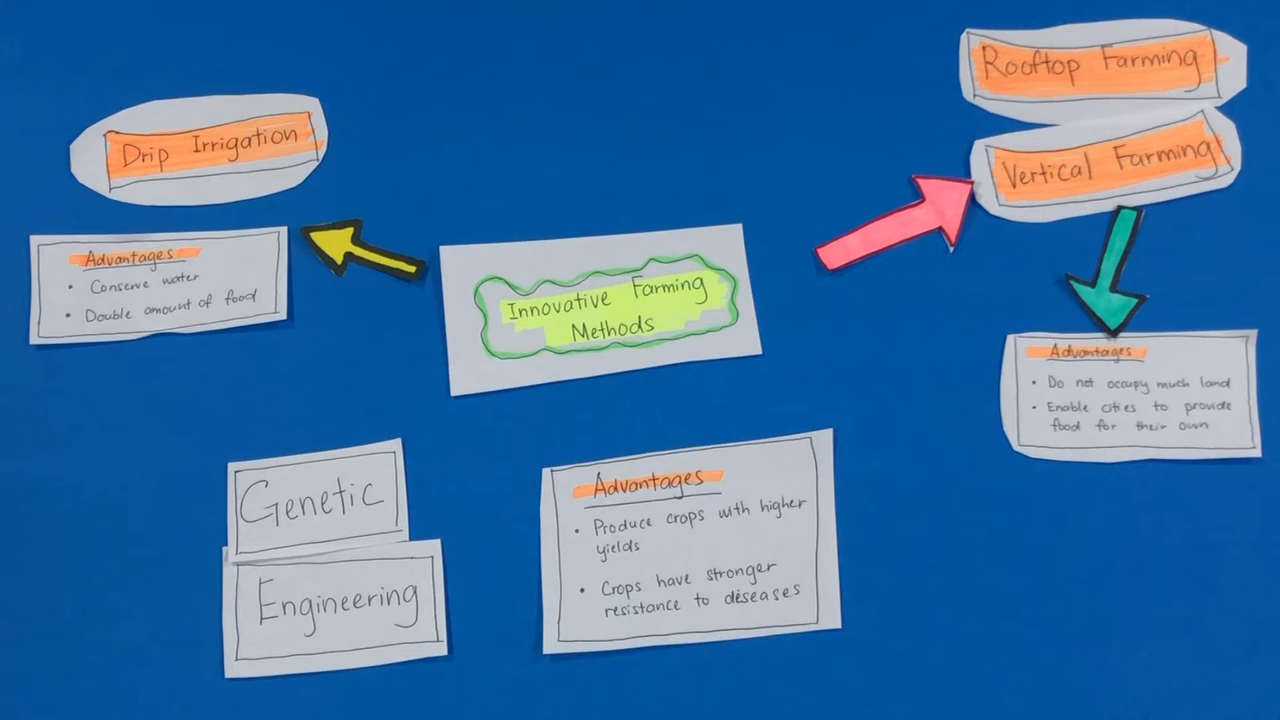 Rooftop Farming
Vertical Farming
Drip Irrigation
Advantages
• Conserve water
• Double amount of food
Innovative Farming
Methods
Advantages
• Do not occupy much land
• Enable cities to provide
food for their own
Genetic
Engineering
Advantages
• Produce crops with higher
yields
• Crops have stronger
resistance to diseases